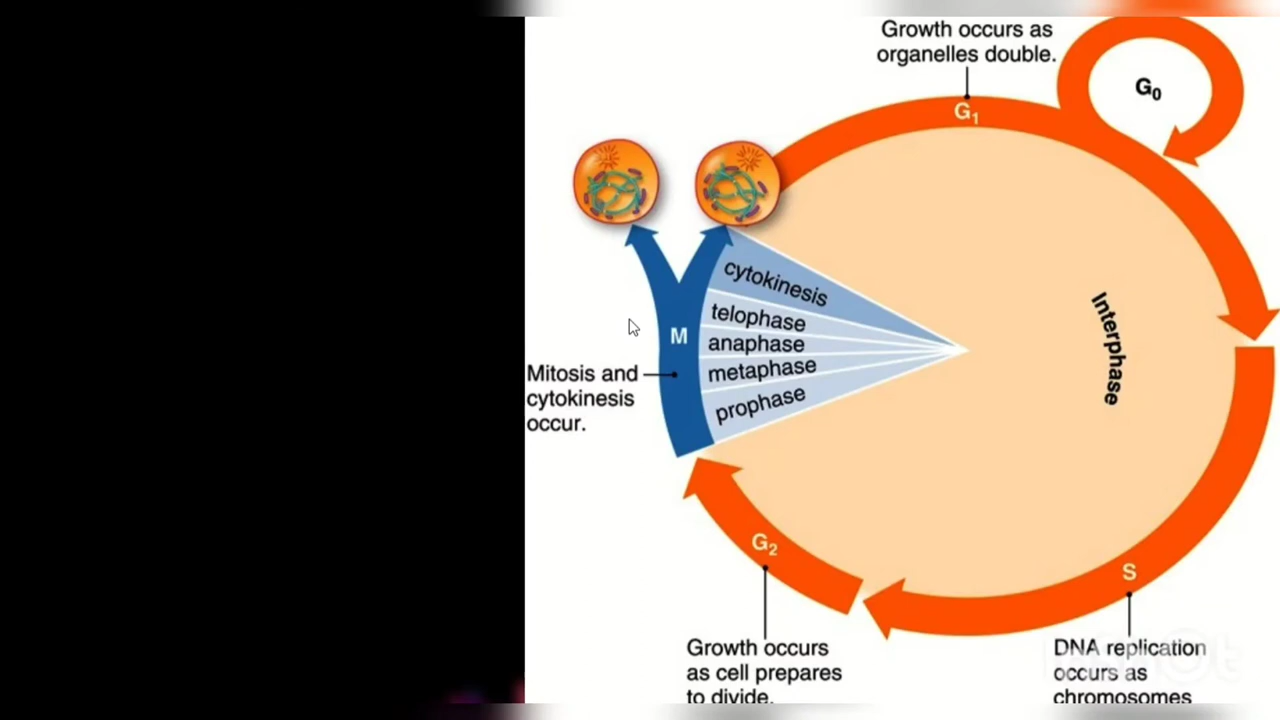 Growth occurs as
organelles double.
G0
G1
cytokinesis
telophase
M
anaphase
Interphase
Mitosis and
cytokinesis
occur.
metaphase
prophase
G2
S
Growth occurs
as cell prepares
to divide.
DNA replication
occurs as
chromosomes